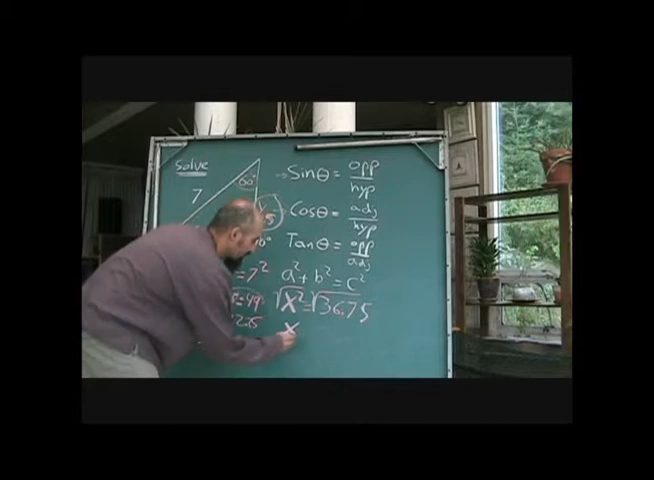 Solve
7
60°
→Sinθ = opp/hyp
Cosθ = adj/hyp
Tanθ = opp/adj
=7²
a² + b² = c²
√x² = √36.75
x